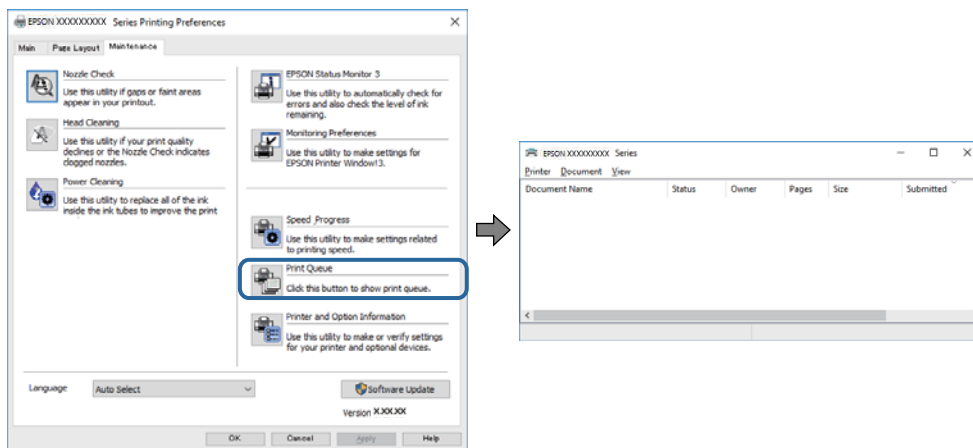 EPSON XXXXXXXXX Series Printing Preferences
Main Page Layout Maintenance
Nozzle Check
Use this utility if gaps or faint areas
appear in your printout.
Head Cleaning
Use this utility if your print quality
declines or the Nozzle Check indicates
clogged nozzles.
Power Cleaning
Use this utility to replace all of the ink
inside the ink tubes to improve the print
EPSON Status Monitor 3
Use this utility to automatically check for
errors and also check the level of ink
remaining.
Monitoring Preferences
Use this utility to make settings for
EPSON Printer Window!3.
Speed_Progress
Use this utility to make settings related
to printing speed.
Print Queue
Click this button to show print queue.
Printer and Option Information
Use this utility to make or verify settings
for your printer and optional devices.
Language Auto Select
Software Update
Version X.XX.XX
OK Cancel Apply Help
EPSON XXXXXXXXX Series
Printer Document View
Document Name Status Owner Pages Size Submitted